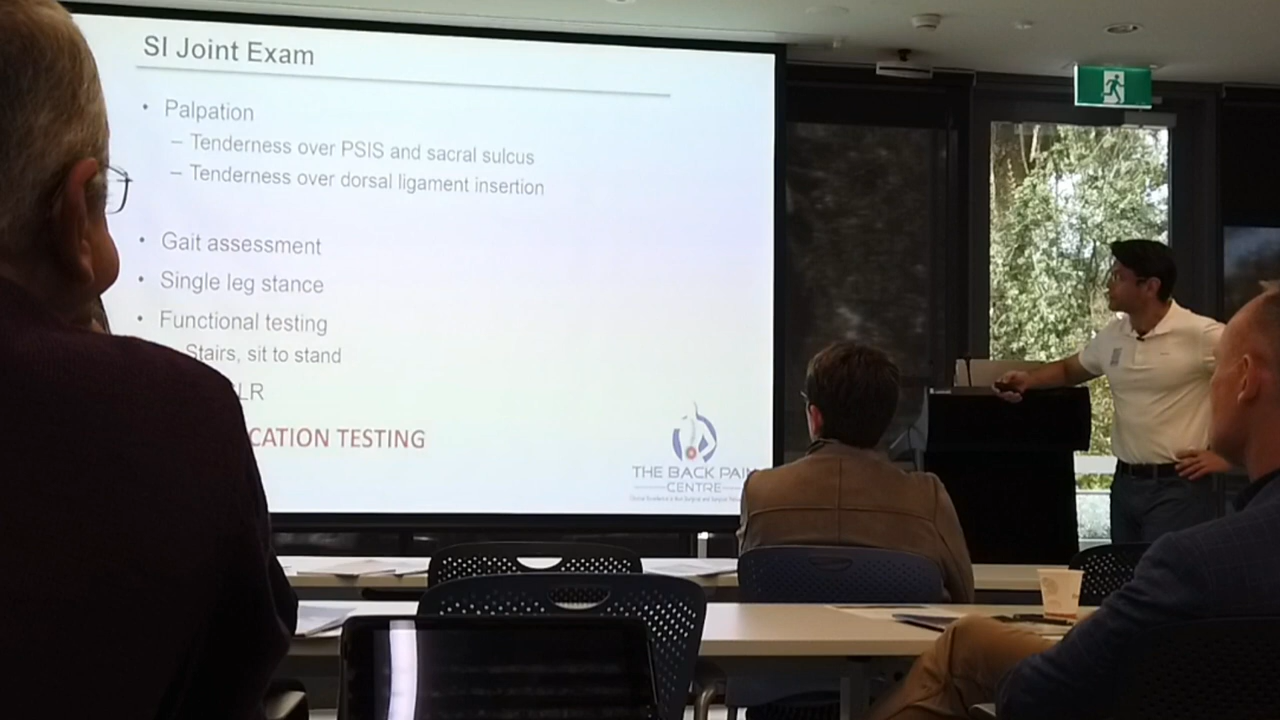 SI Joint Exam
• Palpation
– Tenderness over PSIS and sacral sulcus
– Tenderness over dorsal ligament insertion
• Gait assessment
• Single leg stance
• Functional testing
Stairs, sit to stand
LR
CATION TESTING
THE BACK PAIN
CENTRE